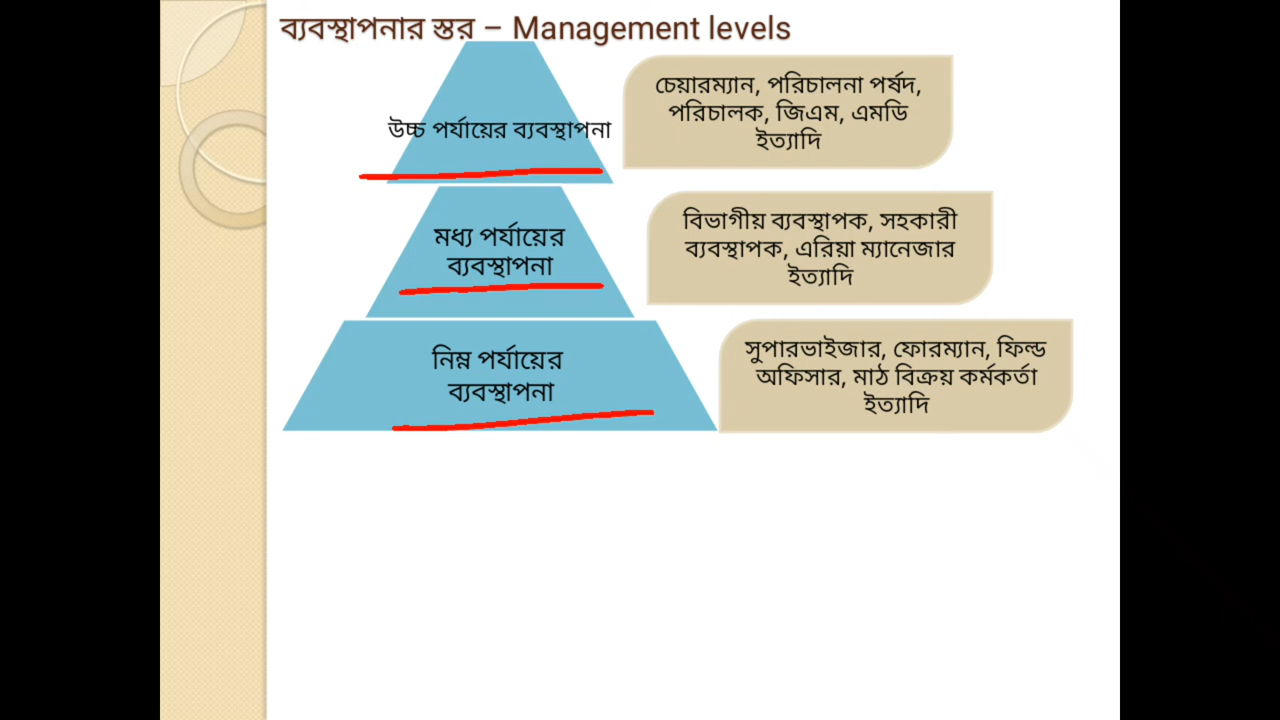 ব্যবস্থাপনার স্তর – Management levels
উচ্চ পর্যায়ের ব্যবস্থাপনা
চেয়ারম্যান, পরিচালনা পর্ষদ,
পরিচালক, জিএম, এমডি
ইত্যাদি
মধ্য পর্যায়ের
ব্যবস্থাপনা
বিভাগীয় ব্যবস্থাপক, সহকারী
ব্যবস্থাপক, এরিয়া ম্যানেজার
ইত্যাদি
নিম্ন পর্যায়ের
ব্যবস্থাপনা
সুপারভাইজার, ফোরম্যান, ফিল্ড
অফিসার, মাঠ বিক্রয় কর্মকর্তা
ইত্যাদি